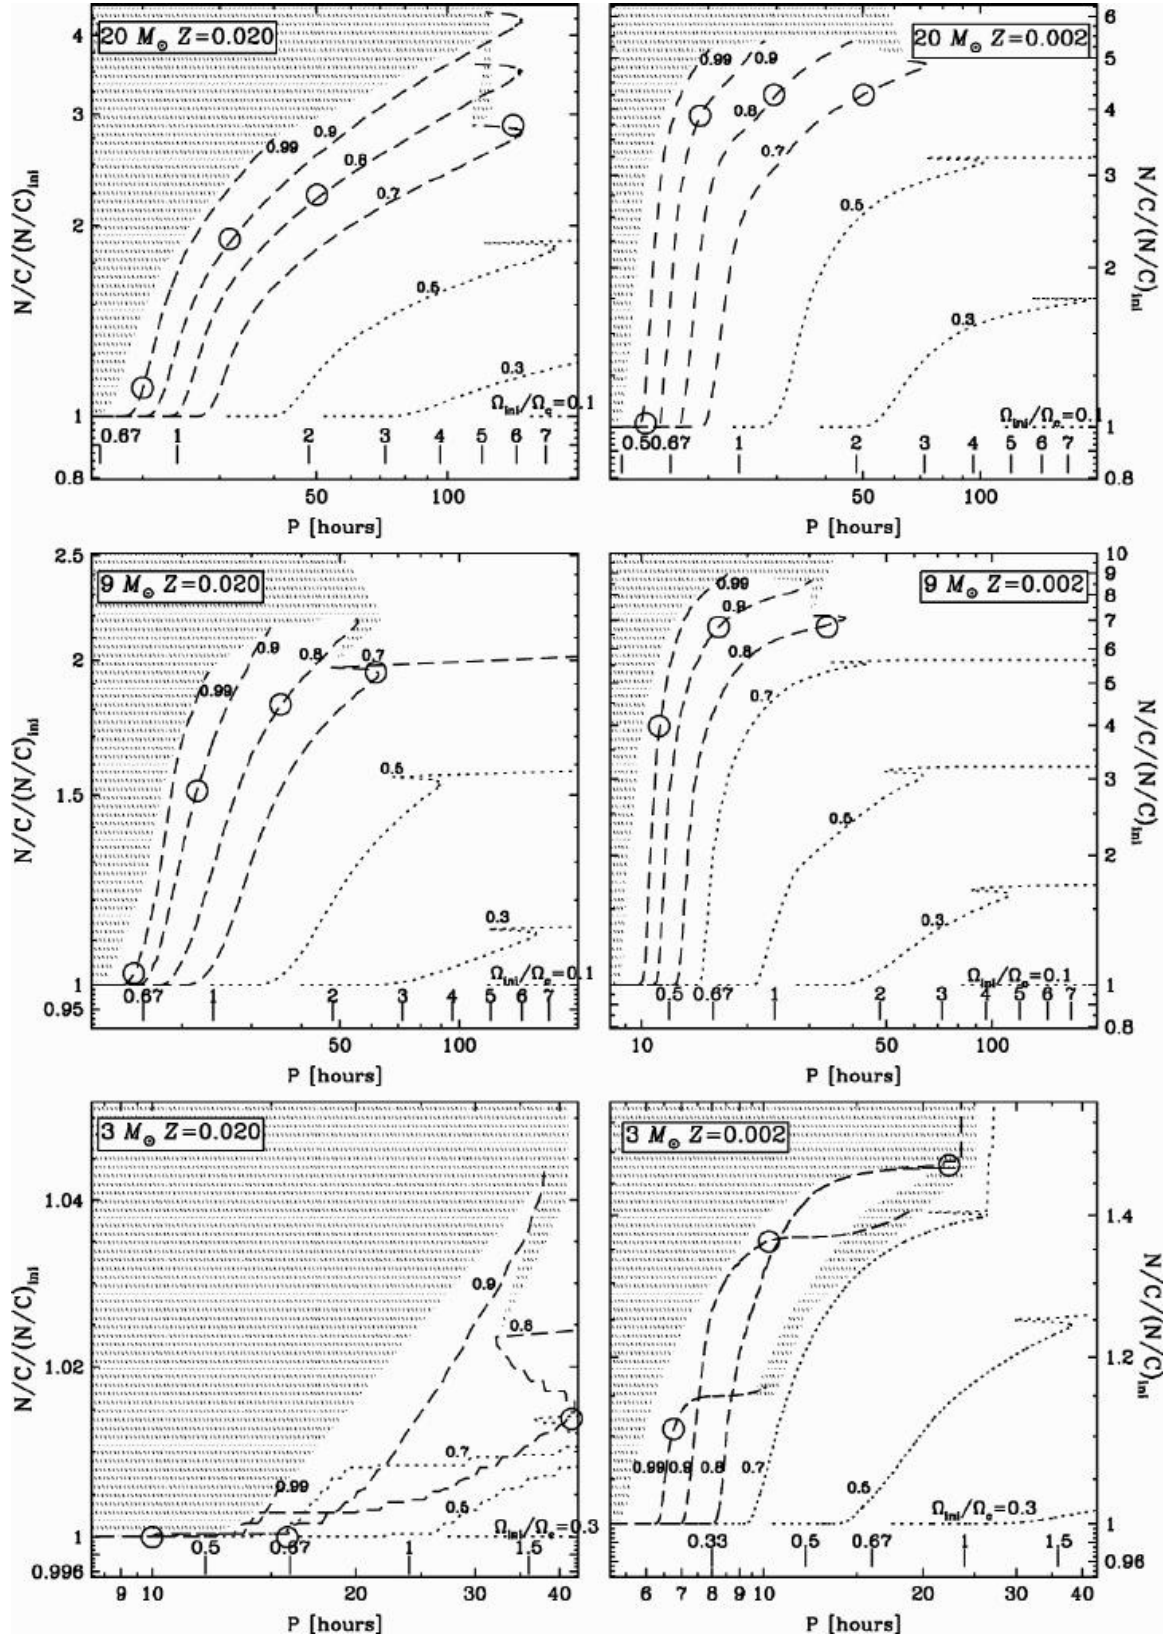 20 M☉ Z=0.020
4
3
2
1
0.8
N/C/(N/C)ini
0.99
0.9
0.8
0.7
0.5
0.3
Ωini/Ωc=0.1
0.67 1 2 3 4 5 6 7
50 100
P [hours]
20 M☉ Z=0.002
6
5
4
3
2
1
0.8
N/C/(N/C)ini
0.99
0.9
0.8
0.7
0.5
0.3
Ωini/Ωc=0.1
0.50 0.67 1 2 3 4 5 6 7
50 100
P [hours]
9 M☉ Z=0.020
2.5
2
1.5
1
0.95
N/C/(N/C)ini
0.9
0.8
0.7
0.99
0.5
0.3
Ωini/Ωc=0.1
0.67 1 2 3 4 5 6 7
50 100
P [hours]
9 M☉ Z=0.002
10
9
8
7
6
5
4
3
2
1
0.8
N/C/(N/C)ini
0.99
0.9
0.8
0.7
0.5
0.3
Ωini/Ωc=0.1
0.5 0.67 1 2 3 4 5 6 7
10 50 100
P [hours]
3 M☉ Z=0.020
1.04
1.02
1
0.996
N/C/(N/C)ini
0.9
0.8
0.7
0.99
0.5
Ωini/Ωc=0.3
0.5 0.67 1 1.5
9 10 20 30 40
P [hours]
3 M☉ Z=0.002
1.4
1.2
1
0.96
N/C/(N/C)ini
0.99 0.9 0.8 0.7
0.5
Ωini/Ωc=0.3
0.33 0.5 0.67 1 1.5
6 7 8 9 10 20 30 40
P [hours]